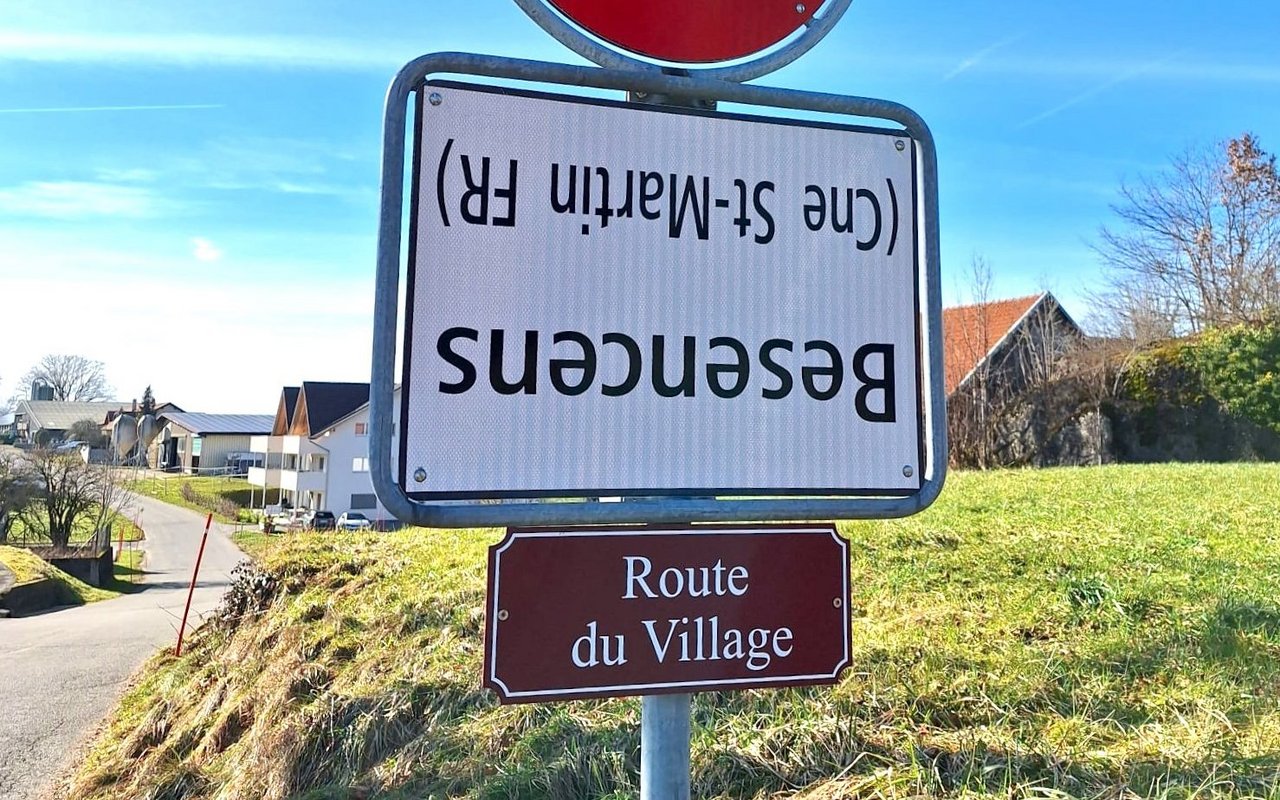 Besencens
(Cne St-Martin FR)
Route
du Village